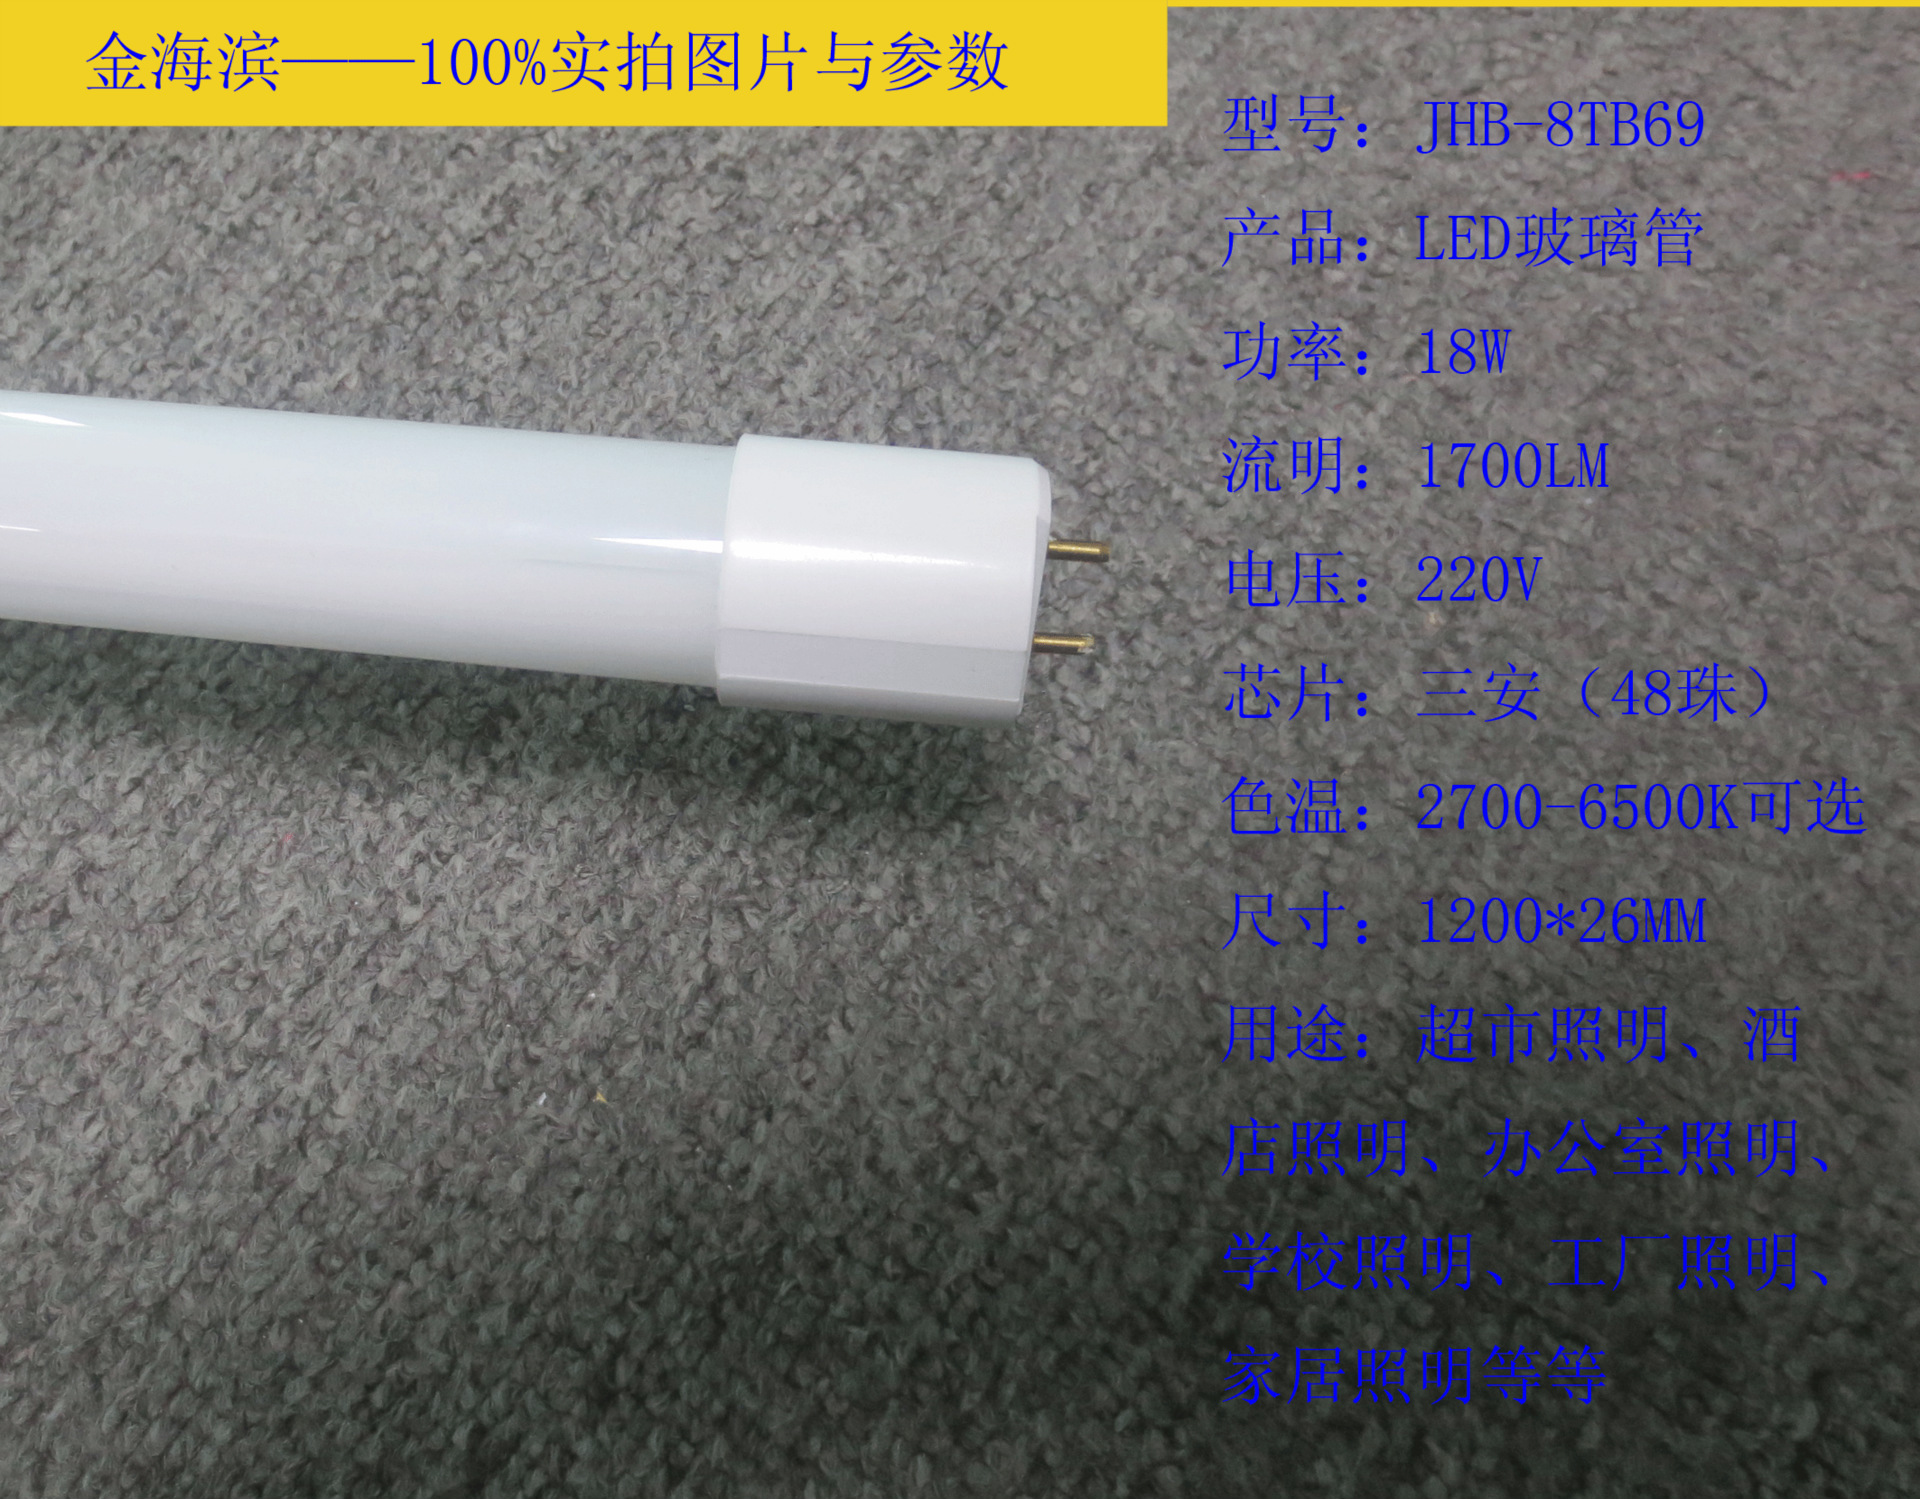 金海滨——100%实拍图片与参数
型号：JHB-8TB69
产品：LED玻璃管
功率：18W
流明：1700LM
电压：220V
芯片：三安（48珠）
色温：2700-6500K可选
尺寸：1200*26MM
用途：超市照明、酒
店照明、办公室照明、
学校照明、工厂照明、
家居照明等等